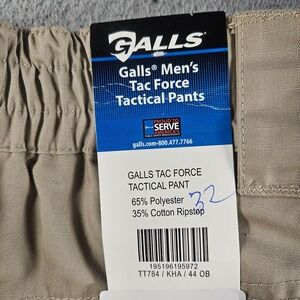 GALLS
Galls® Men's
Tac Force
Tactical Pants
PROUD TO
SERVE
galls.com•800.477.7766
GALLS TAC FORCE
TACTICAL PANT
65% Polyester
35% Cotton Ripstop
32
195196195972
TT784 / KHA / 44 OB